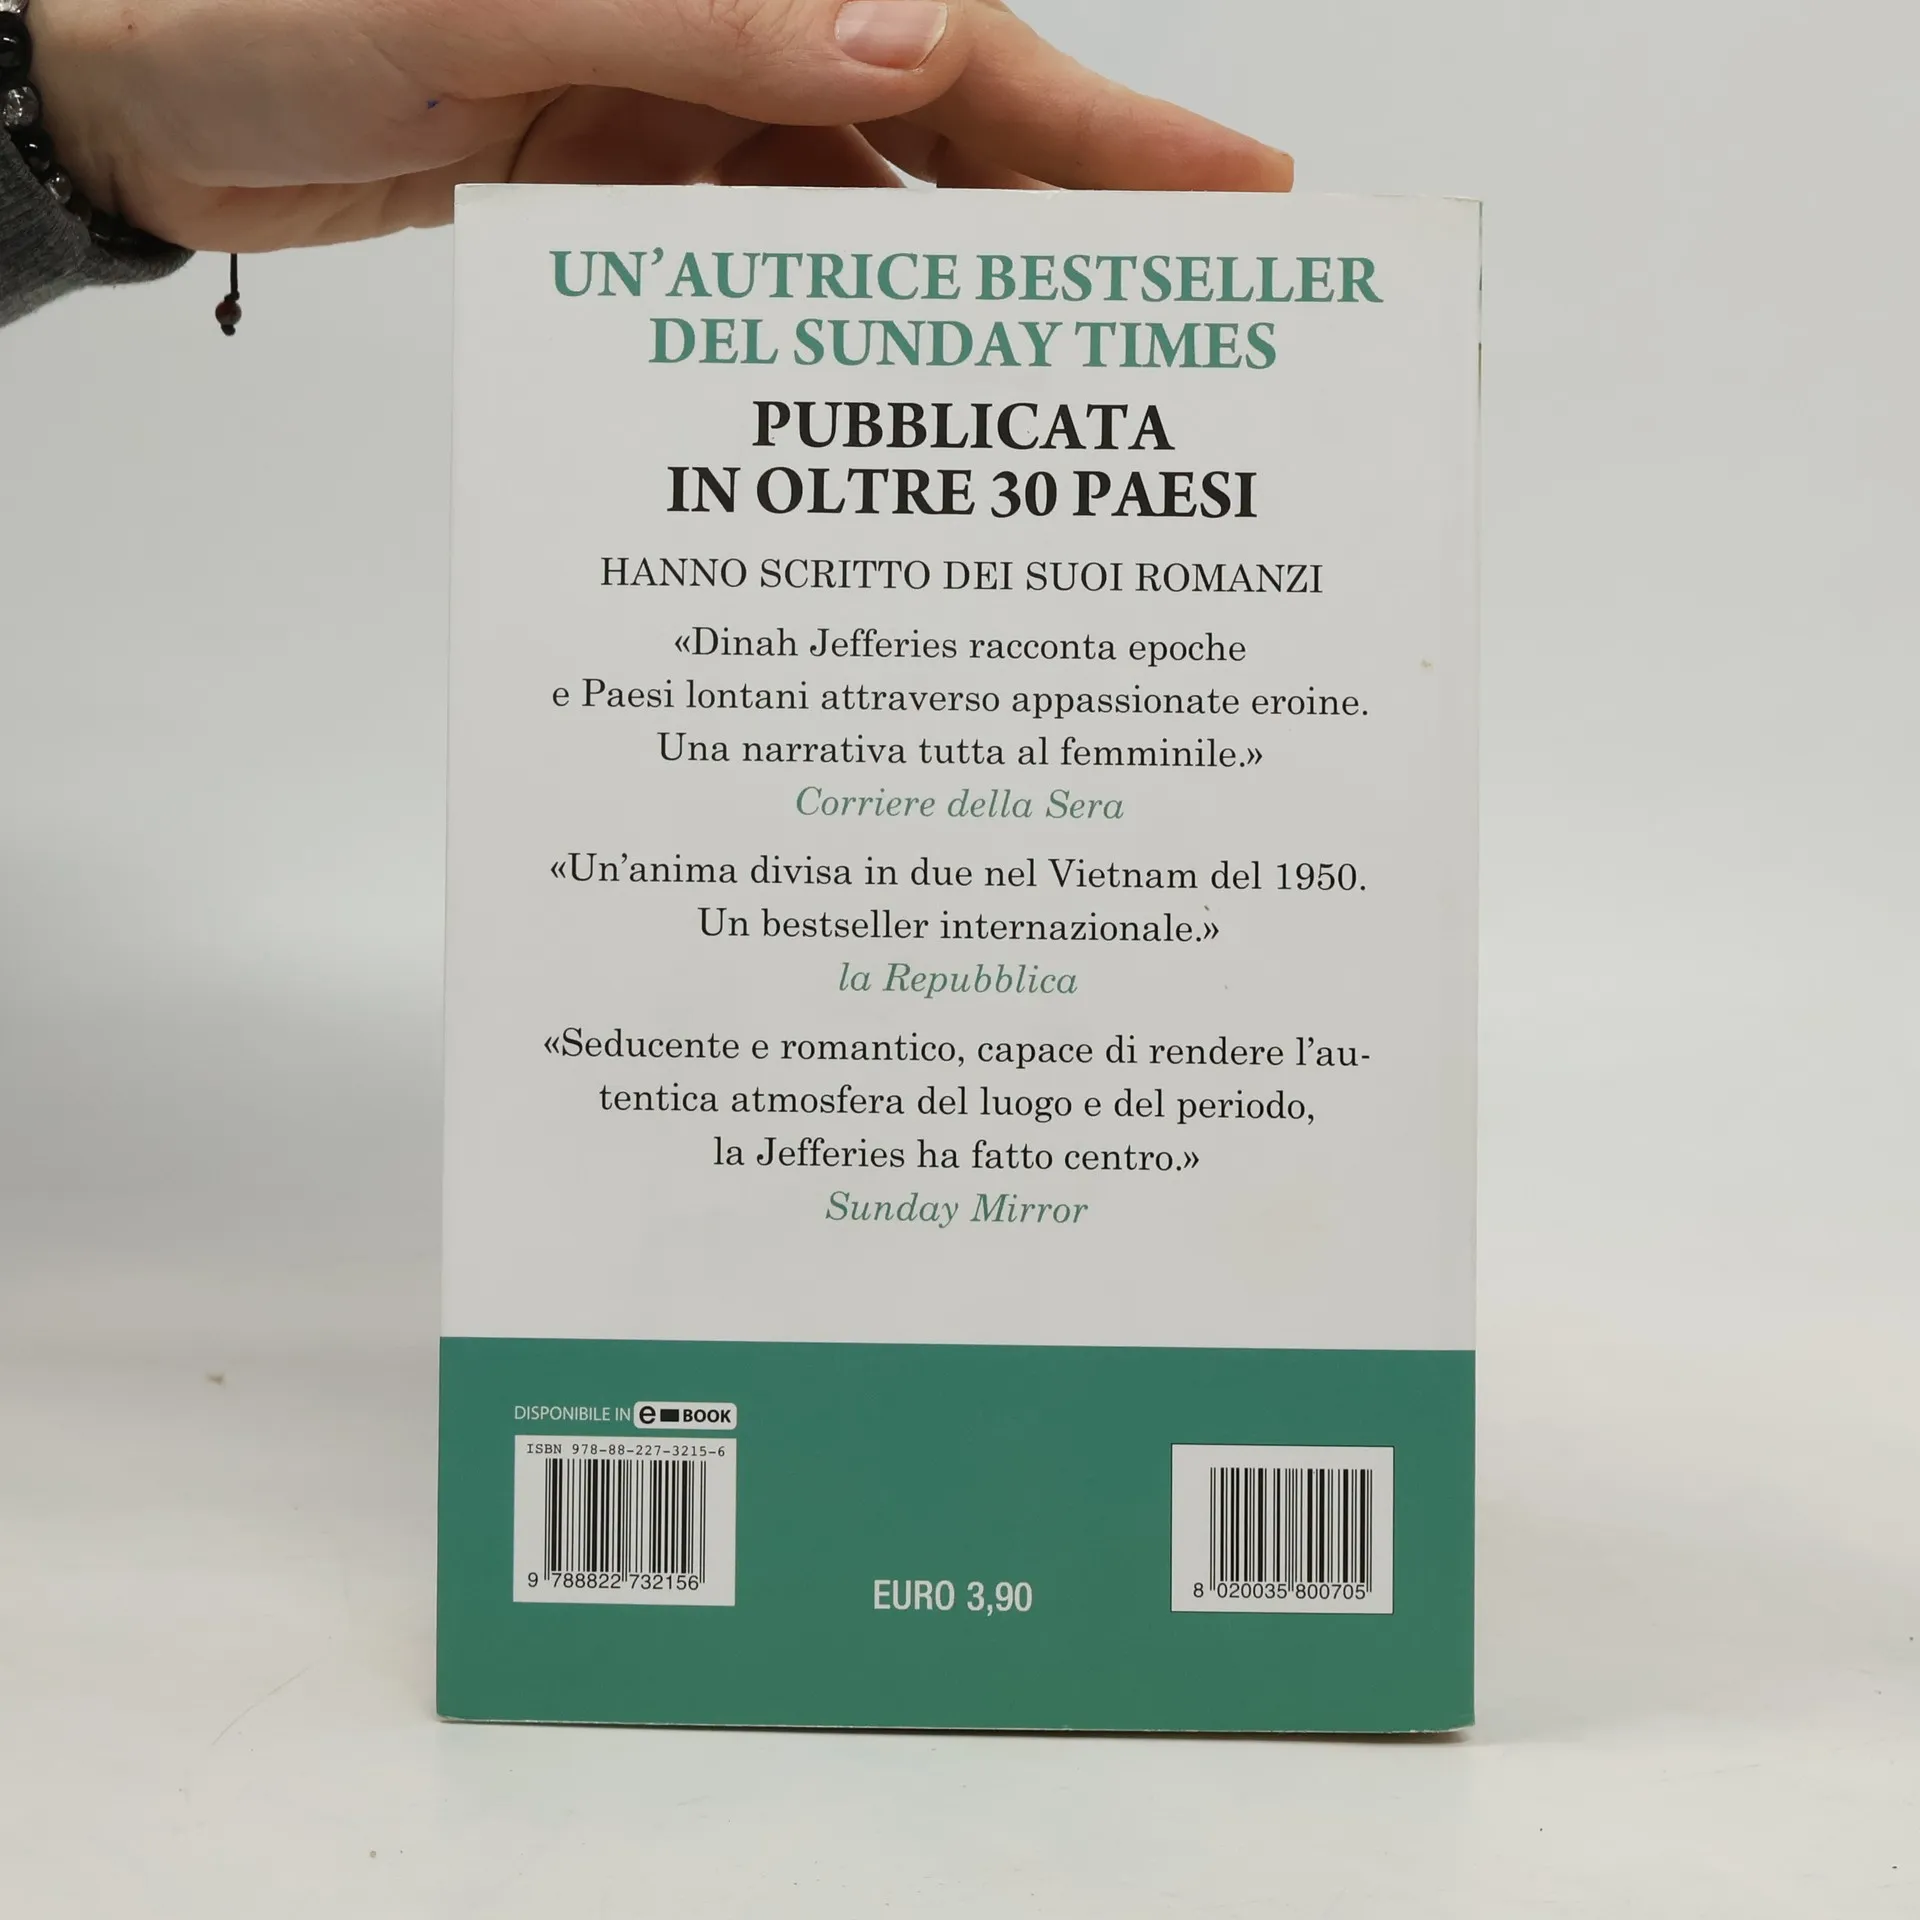 UN'AUTRICE BESTSELLER
DEL SUNDAY TIMES
PUBBLICATA
IN OLTRE 30 PAESI
HANNO SCRITTO DEI SUOI ROMANZI
«Dinah Jefferies racconta epoche
e Paesi lontani attraverso appassionate eroine.
Una narrativa tutta al femminile.»
Corriere della Sera
«Un'anima divisa in due nel Vietnam del 1950.
Un bestseller internazionale.»
la Repubblica
«Seducente e romantico, capace di rendere l'au-
tentica atmosfera del luogo e del periodo,
la Jefferies ha fatto centro.»
Sunday Mirror
DISPONIBILE IN e BOOK
ISBN 978-88-227-3215-6
9 788822 732156
EURO 3,90
8 020035 800705